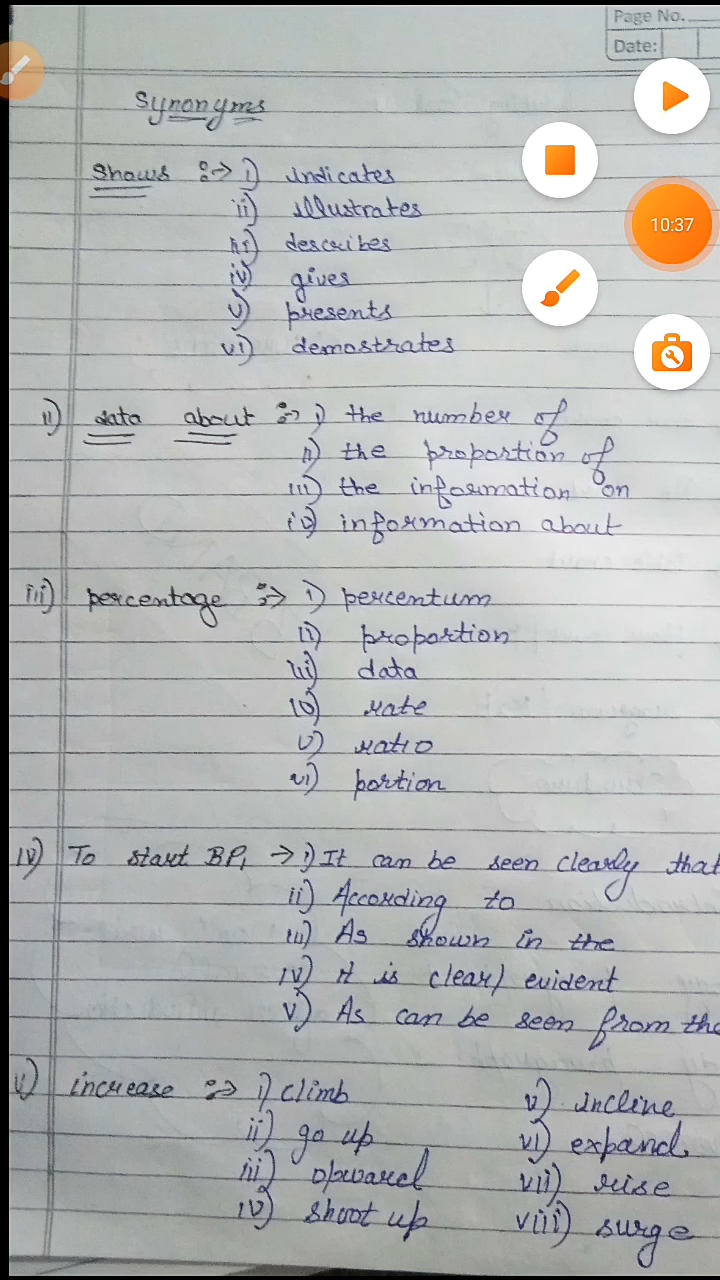 Page No.
Date:
Synonyms
Shows :→ i) indicates
ii) illustrates
iii) describes
iv) gives
v) presents
vi) demostrates
10:37
ii) data about :→ i) the number of
ii) the proportion of
iii) the information on
iv) information about
iii) percentage :→ i) percentum
ii) proportion
iii) data
iv) rate
v) ratio
vi) portion
iv) To start BP1 → i) It can be seen clearly that
ii) According to
iii) As shown in the
iv) it is clear) evident
v) As can be seen from the
v) increase :→ i) climb v) incline
ii) go up vi) expand
iii) upward vii) rise
iv) shoot up viii) surge